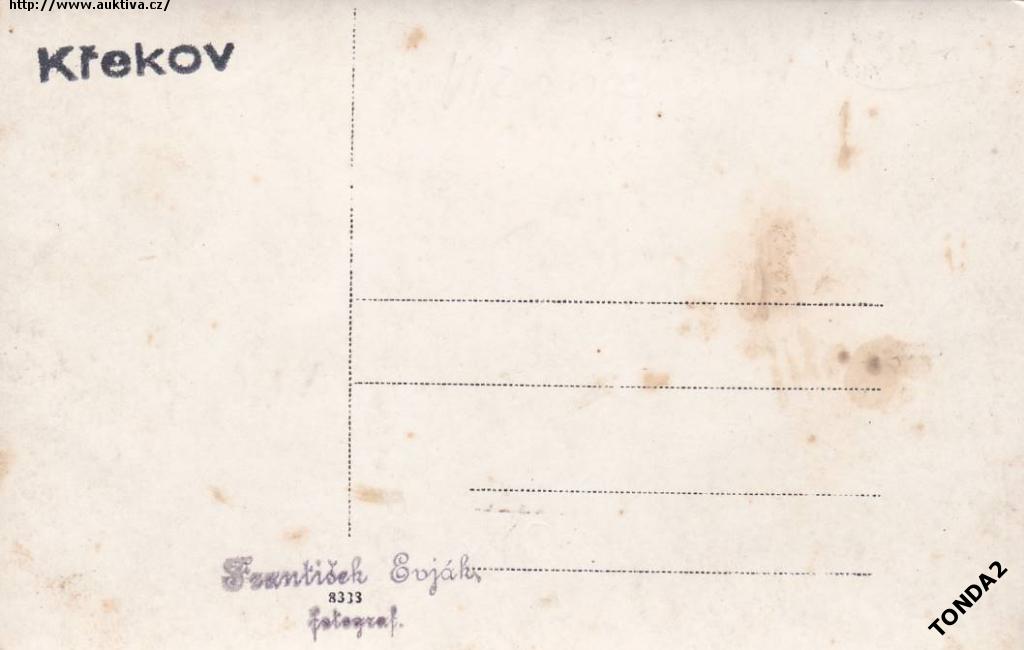 http://www.auktiva.cz/
Křekov
František Evják,
8333
fotograf.
TONDA2